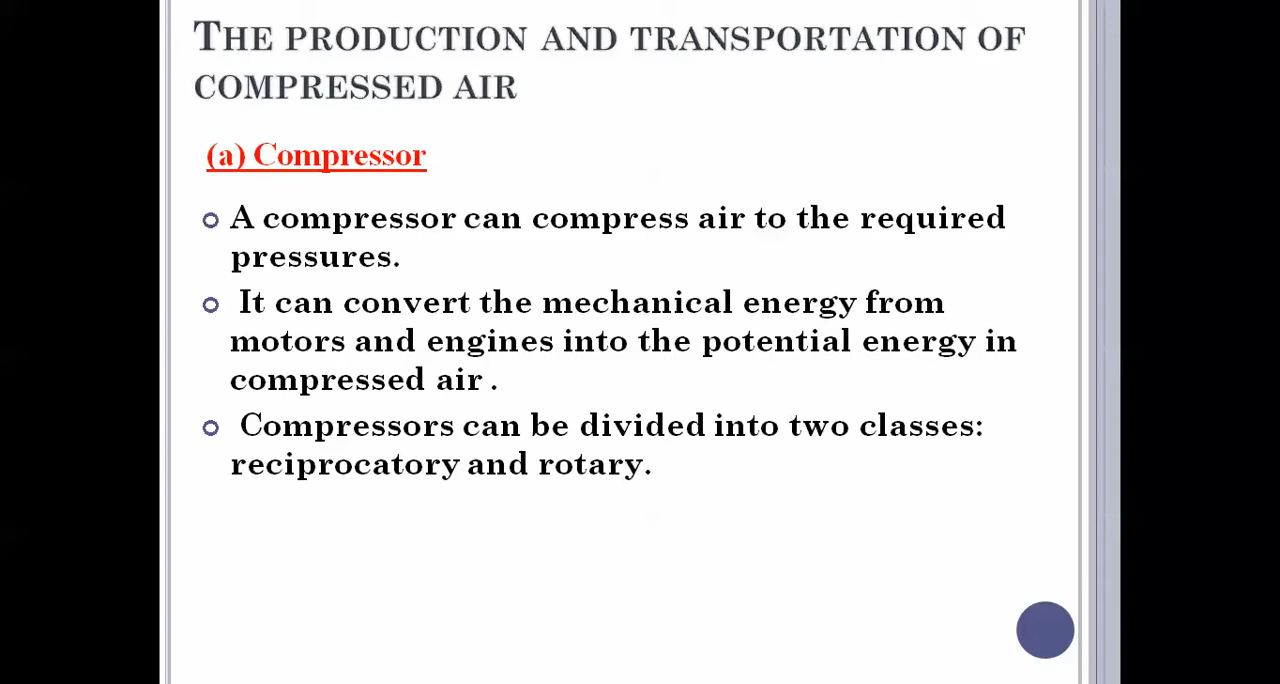 THE PRODUCTION AND TRANSPORTATION OF
COMPRESSED AIR
(a) Compressor
A compressor can compress air to the required
pressures.
It can convert the mechanical energy from
motors and engines into the potential energy in
compressed air .
Compressors can be divided into two classes:
reciprocatory and rotary.